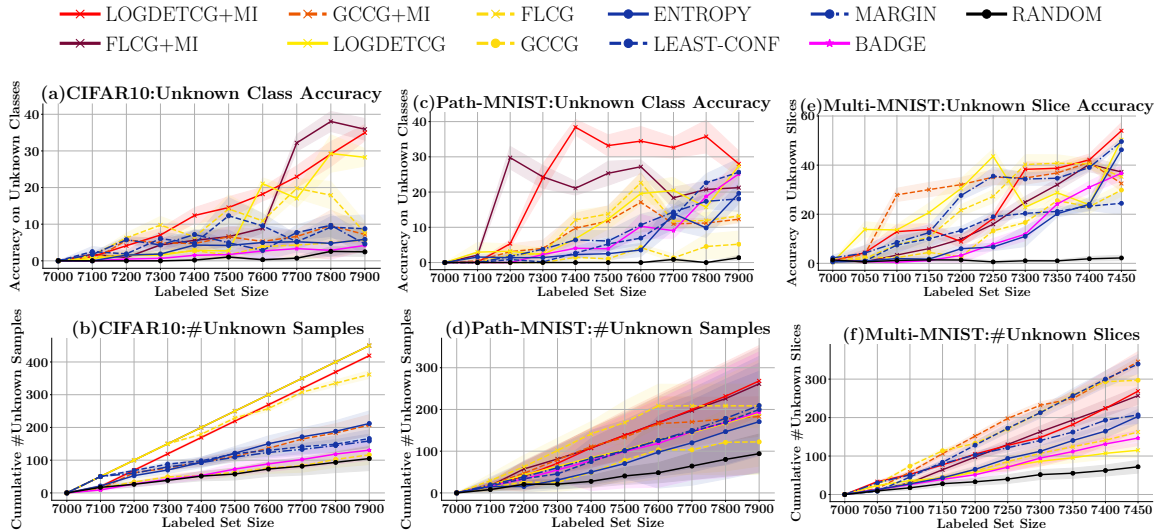 LOGDETCG+MI GCCG+MI FLCG ENTROPY MARGIN RANDOM
FLCG+MI LOGDETCG GCCG LEAST-CONF BADGE
(a)CIFAR10:Unknown Class Accuracy
Accuracy on Unknown Classes
40
30
20
10
0
7000 7100 7200 7300 7400 7500 7600 7700 7800 7900
Labeled Set Size
(c)Path-MNIST:Unknown Class Accuracy
Accuracy on Unknown Classes
40
30
20
10
0
7000 7100 7200 7300 7400 7500 7600 7700 7800 7900
Labeled Set Size
(e)Multi-MNIST:Unknown Slice Accuracy
Accuracy on Unknown Slices
60
40
20
0
7000 7050 7100 7150 7200 7250 7300 7350 7400 7450
Labeled Set Size
(b)CIFAR10:#Unknown Samples
Cumulative #Unknown Samples
400
300
200
100
0
7000 7100 7200 7300 7400 7500 7600 7700 7800 7900
Labeled Set Size
(d)Path-MNIST:#Unknown Samples
Cumulative #Unknown Samples
300
200
100
0
7000 7100 7200 7300 7400 7500 7600 7700 7800 7900
Labeled Set Size
(f)Multi-MNIST:#Unknown Slices
Cumulative #Unknown Slices
300
200
100
0
7000 7050 7100 7150 7200 7250 7300 7350 7400 7450
Labeled Set Size